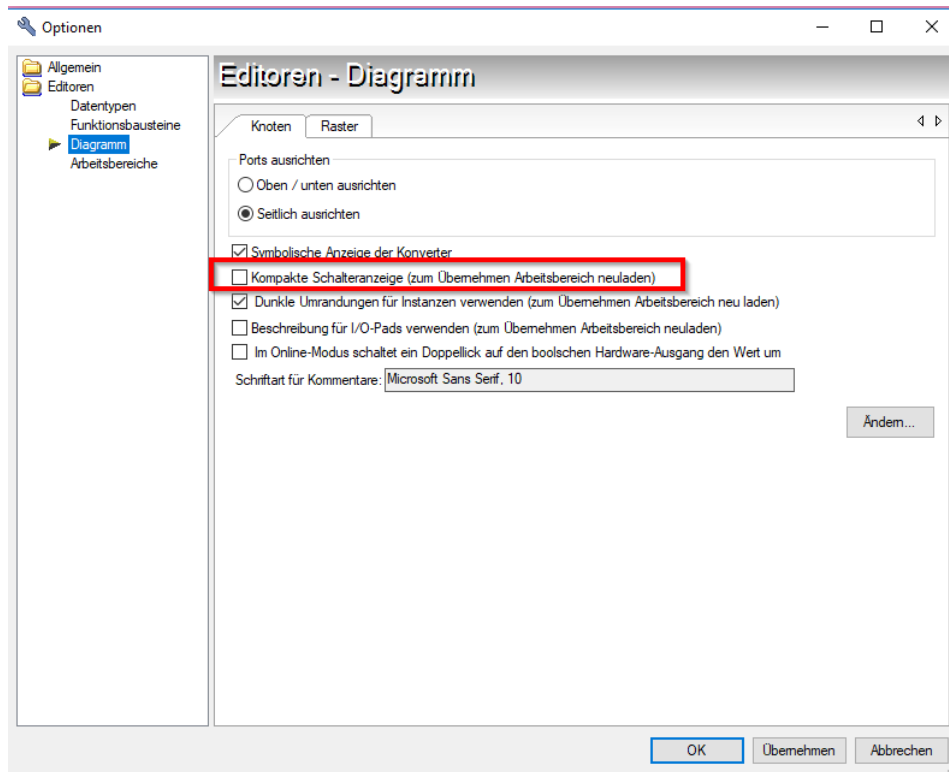 Optionen
Allgemein
Editoren
Datentypen
Funktionsbausteine
Diagramm
Arbeitsbereiche
Editoren - Diagramm
Knoten
Raster
Ports ausrichten
Oben / unten ausrichten
Seitlich ausrichten
Symbolische Anzeige der Konverter
Kompakte Schalteranzeige (zum Übernehmen Arbeitsbereich neuladen)
Dunkle Umrandungen für Instanzen verwenden (zum Übernehmen Arbeitsbereich neu laden)
Beschreibung für I/O-Pads verwenden (zum Übernehmen Arbeitsbereich neuladen)
Im Online-Modus schaltet ein Doppellick auf den boolschen Hardware-Ausgang den Wert um
Schriftart für Kommentare: Microsoft Sans Serif, 10
Ändern...
OK Übernehmen Abbrechen